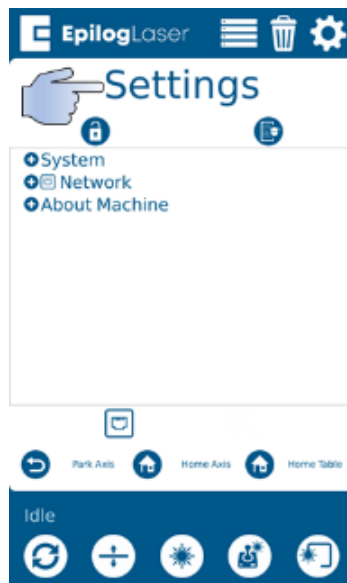 EpilogLaser
Settings
System
Network
About Machine
Park Axis Home Axis Home Table
Idle